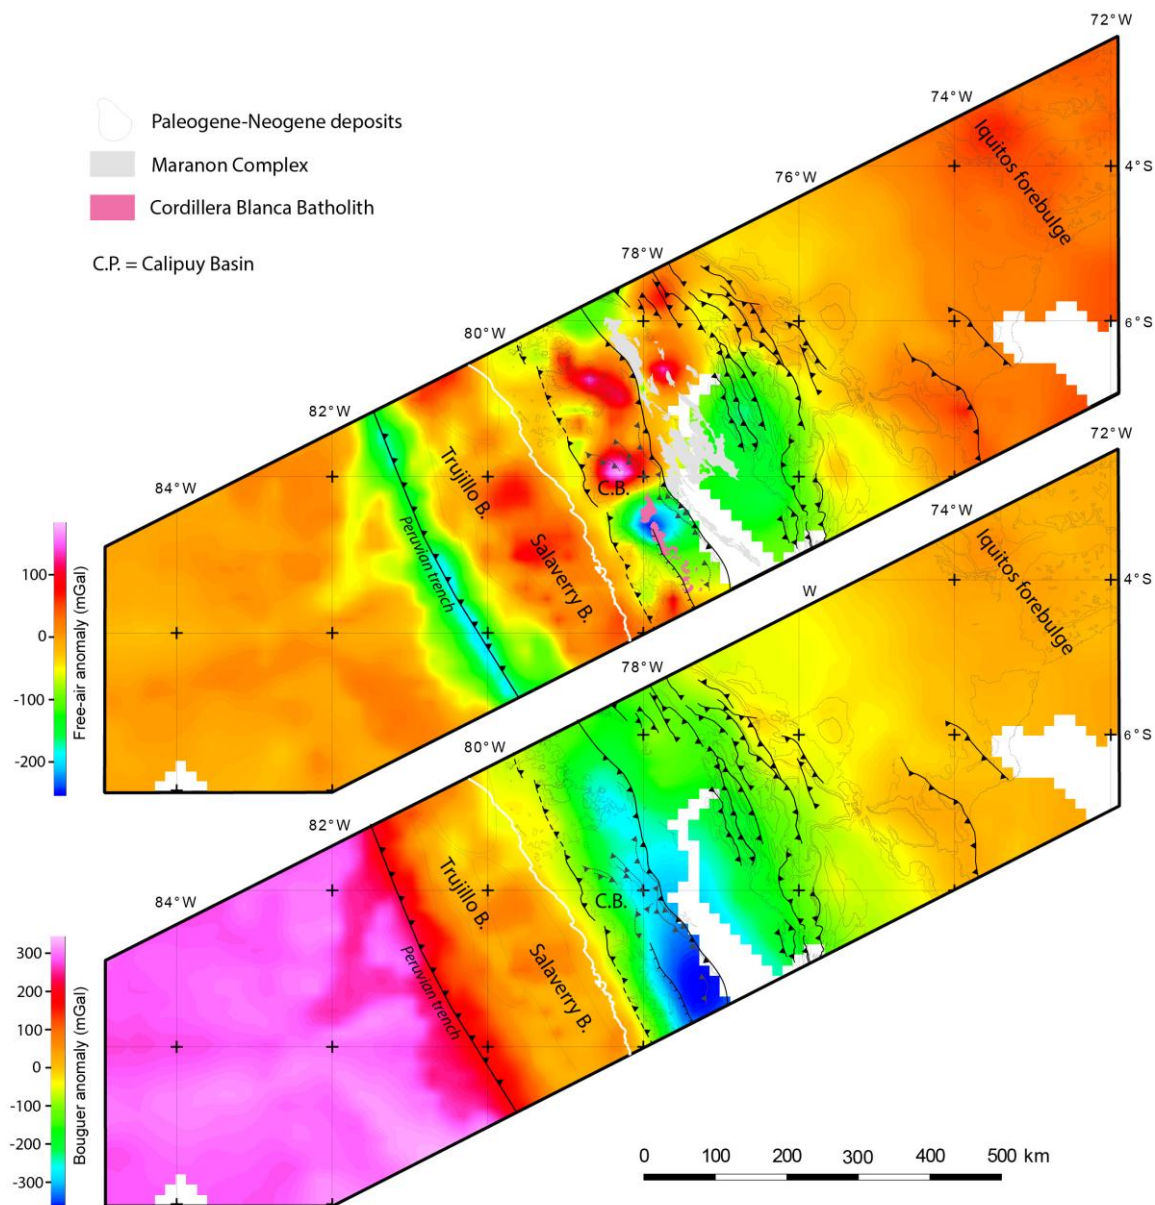 72°W
74°W
Paleogene-Neogene deposits
Iquitos forebulge
Maranon Complex
4°S
76°W
Cordillera Blanca Batholith
C.P. = Calipuy Basin
78°W
6°S
80°W
82°W
72°W
Trujillo B.
84°W
C.B.
74°W
Peruvian trench
Salaverry B.
Iquitos forebulge
100
0
-100
-200
Free-air anomaly (mGal)
4°S
W
78°W
6°S
80°W
82°W
Trujillo B.
84°W
C.B.
Peruvian trench
Salaverry B.
300
200
100
0
-100
-200
-300
Bouguer anomaly (mGal)
0 100 200 300 400 500 km